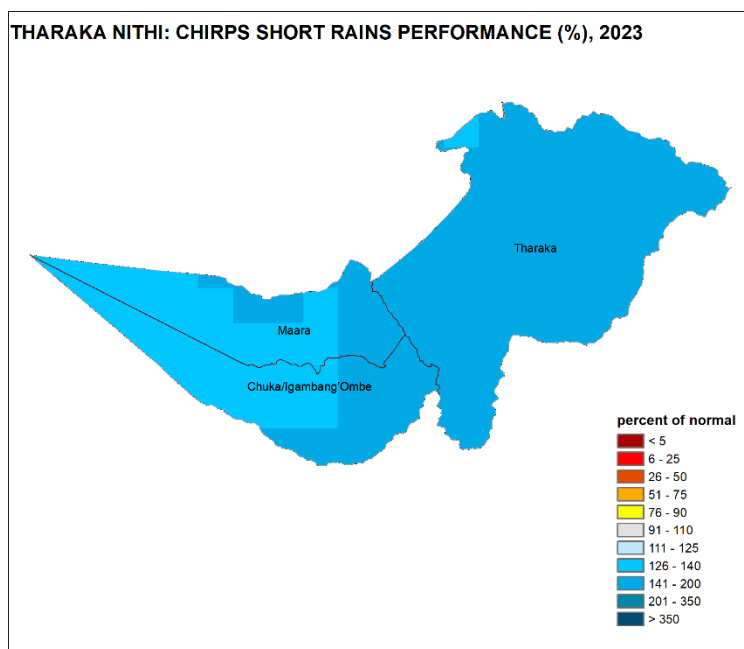 THARAKA NITHI: CHIRPS SHORT RAINS PERFORMANCE (%), 2023
Tharaka
Maara
Chuka/Igambang'Ombe
percent of normal
< 5
6 - 25
26 - 50
51 - 75
76 - 90
91 - 110
111 - 125
126 - 140
141 - 200
201 - 350
> 350